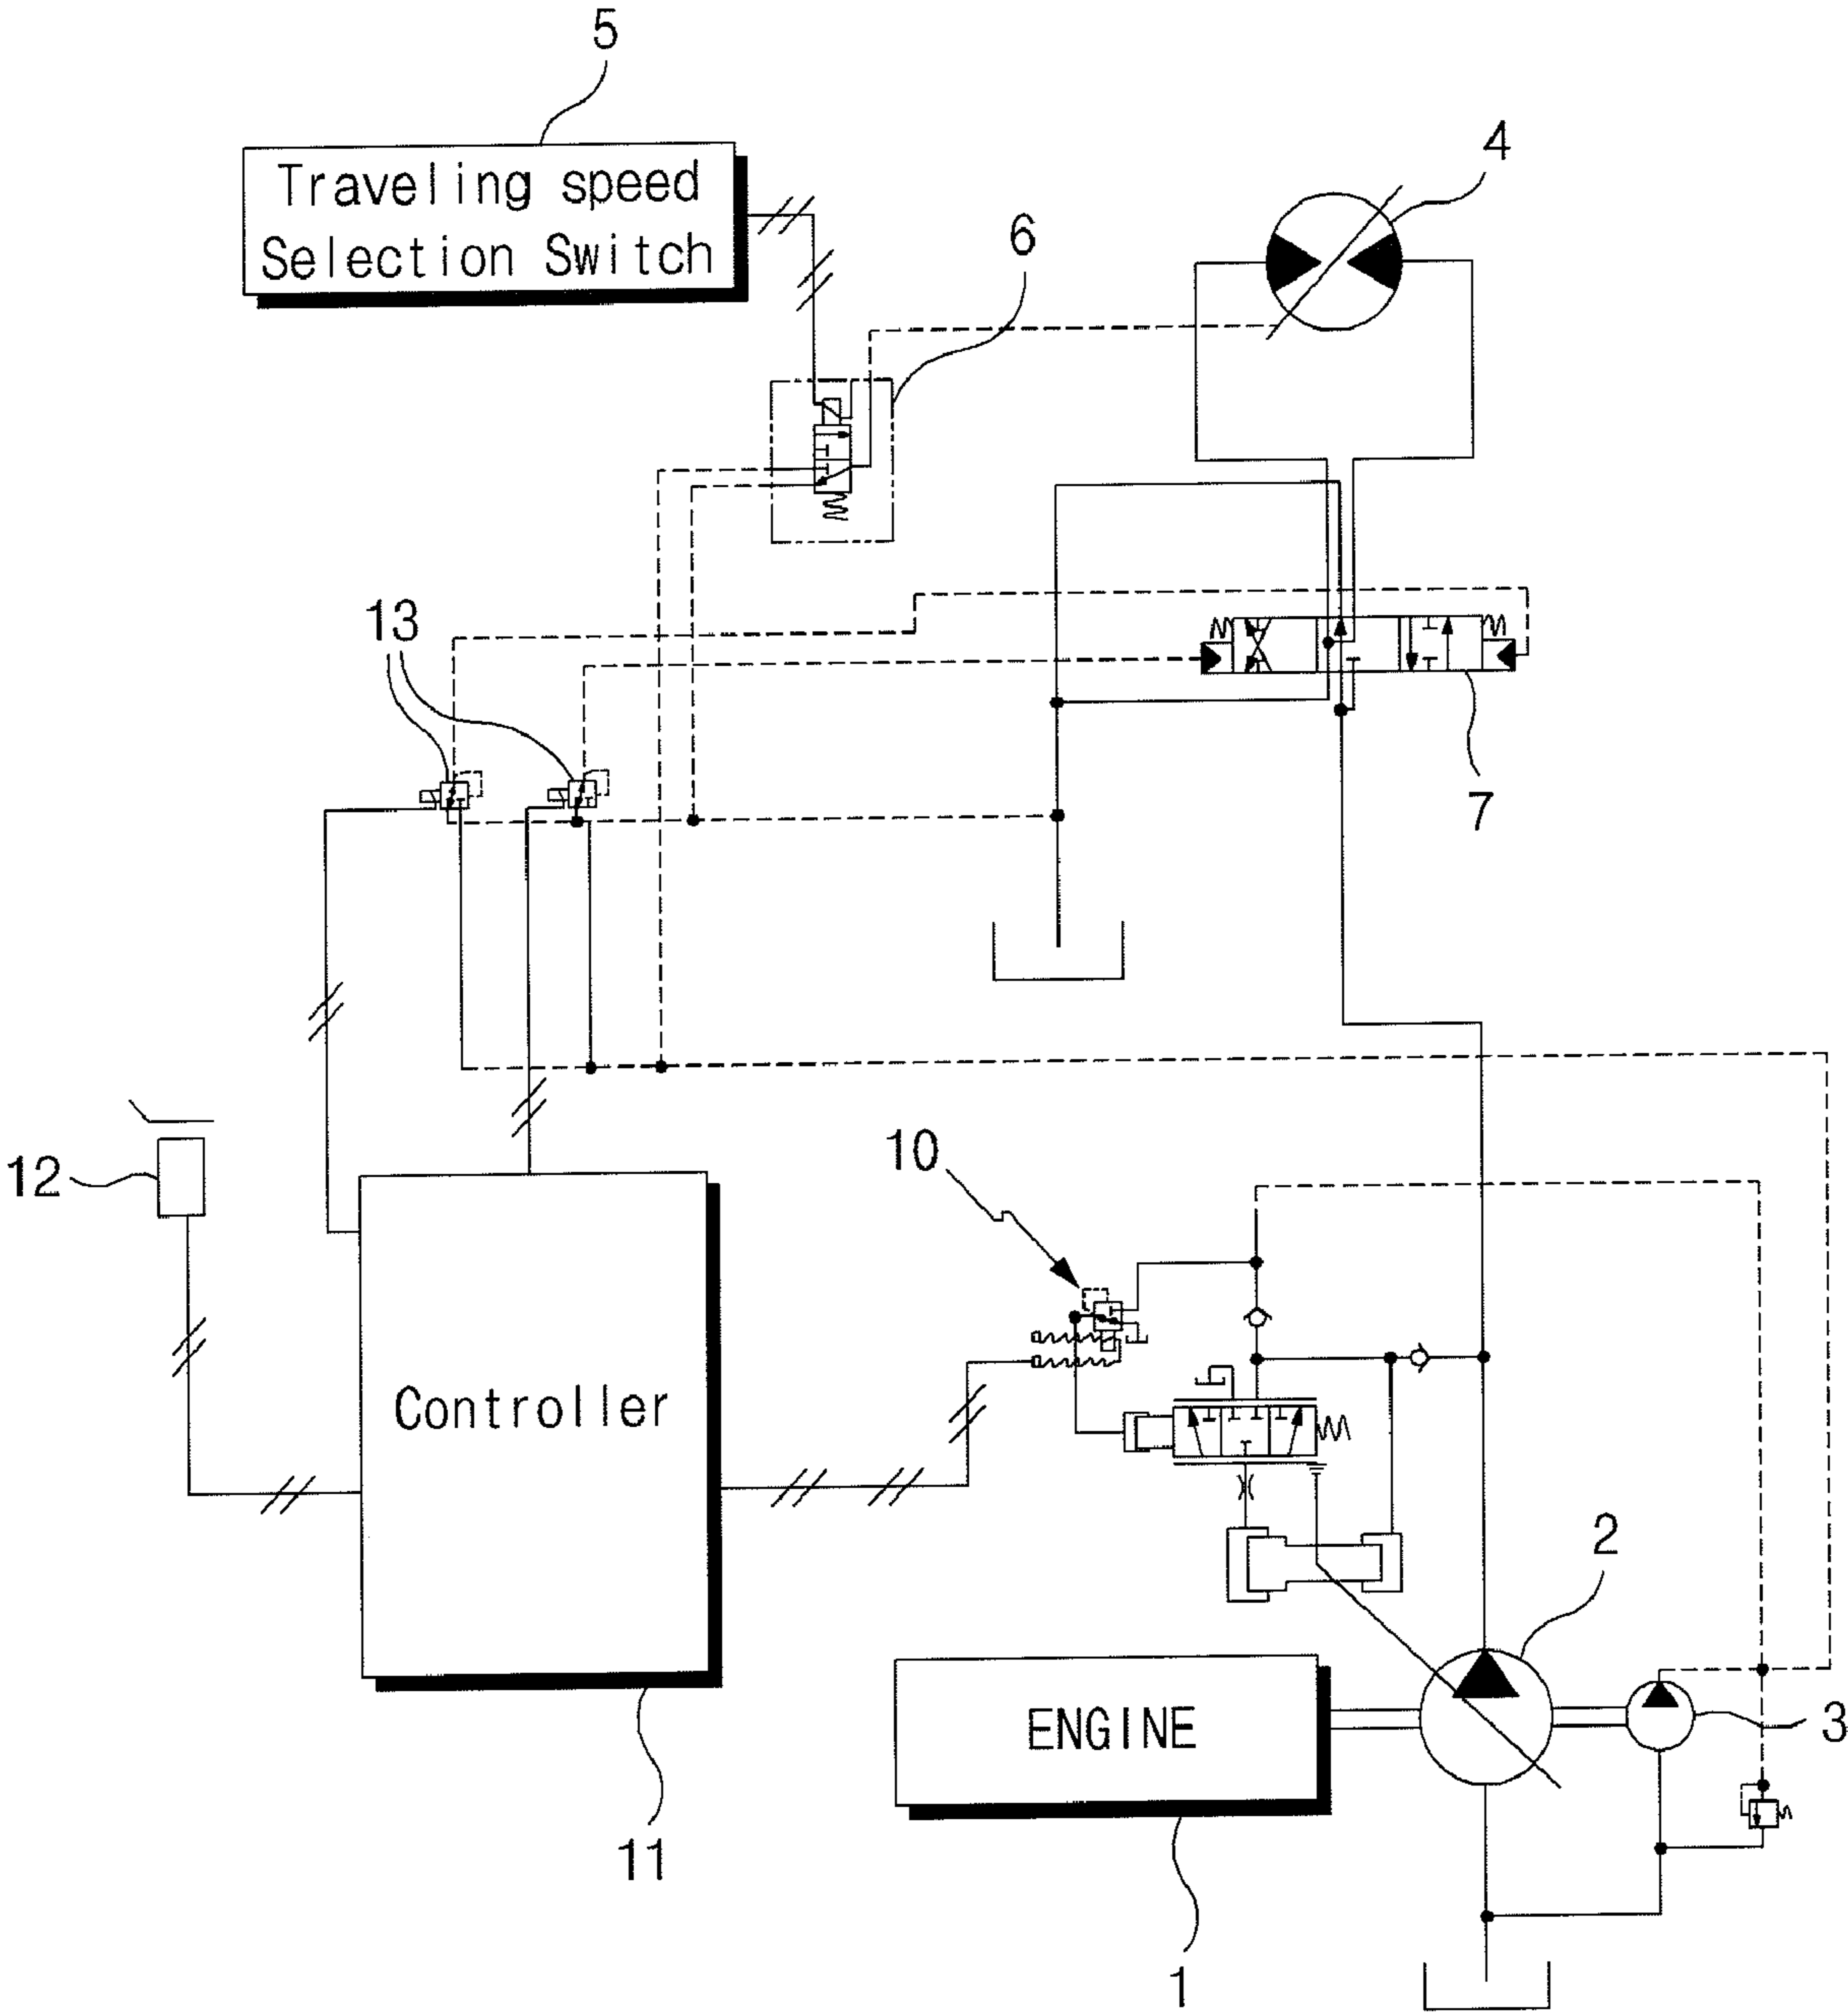 5
Traveling speed
Selection Switch
4
6
13
7
12
10
Controller
2
ENGINE
3
11
1